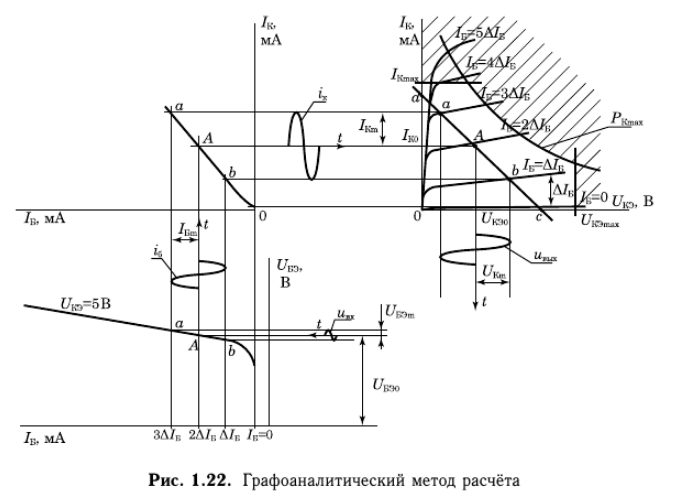 I_К,
мА
I_К,
мА
I_Б=5ΔI_Б
I_Б=4ΔI_Б
I_Кmax
d
I_Б=3ΔI_Б
a
i_к
a
P_Кmax
A
t
I_Кm
I_К0
A
I_Б=2ΔI_Б
b
b
I_Б=ΔI_Б
ΔI_Б
I_Б=0
U_КЭ, В
I_Б, мА
0
0
U_КЭ0
c
U_КЭmax
I_Бm
t
i_б
U_БЭ,
В
u_вых
U_Кm
t
U_КЭ=5В
a
A
b
t
u_вх
U_БЭm
U_БЭ0
I_Б, мА
3ΔI_Б
2ΔI_Б
ΔI_Б
I_Б=0
Рис. 1.22. Графоаналитический метод расчёта